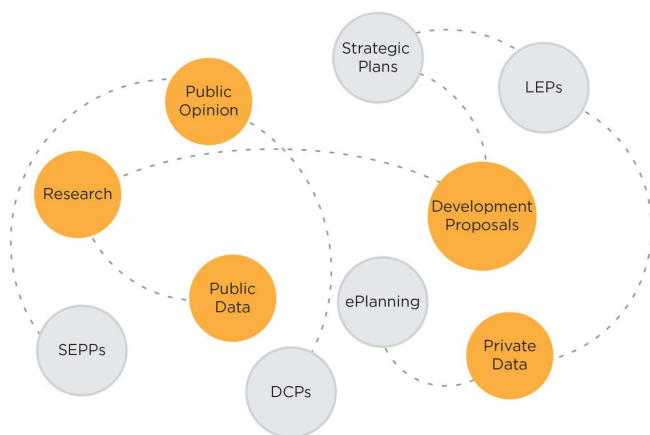 Strategic
Plans
LEPs
Public
Opinion
Research
Development
Proposals
Public
Data
ePlanning
SEPPs
Private
Data
DCPs